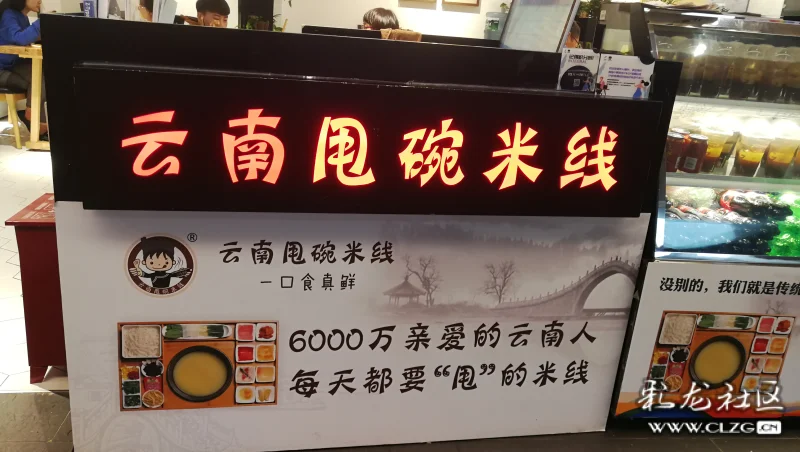 云南甩碗米线
®
云南甩碗米线
一口食真鲜
6000万亲爱的云南人
每天都要“甩”的米线
没别的，我们就是传统
彩龙社区
WWW.CLZG.CN